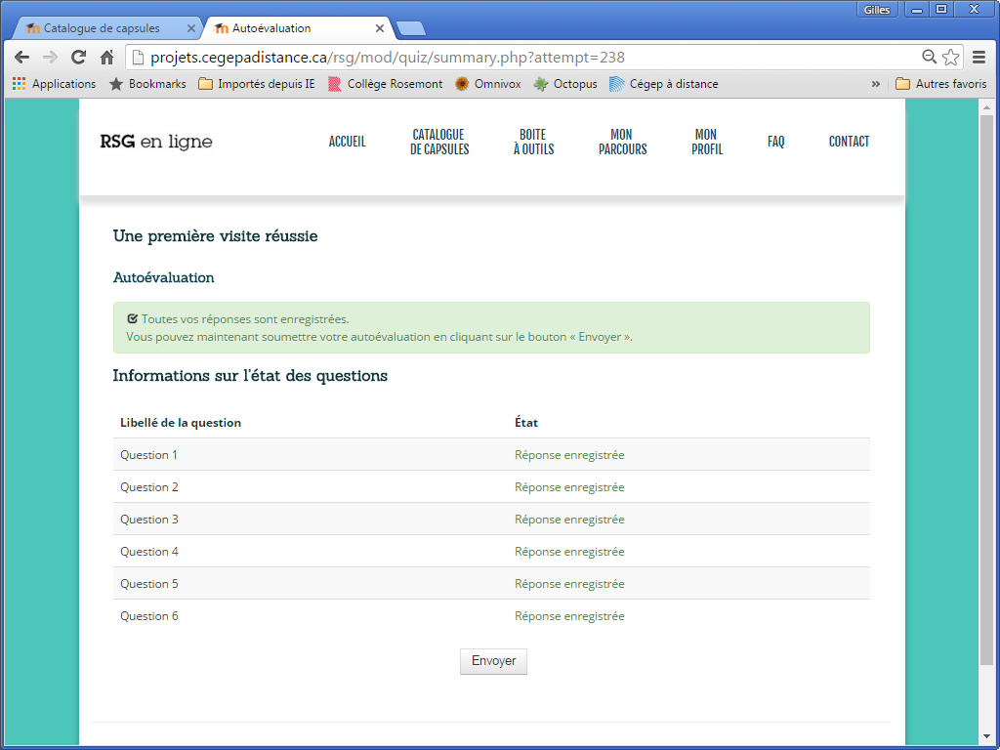 Gilles
Catalogue de capsules
Autoévaluation
projets.cegepadistance.ca/rsg/mod/quiz/summary.php?attempt=238
Applications Bookmarks Importés depuis IE Collège Rosemont Omnivox Octopus Cégep à distance » Autres favoris
RSG en ligne
ACCUEIL
CATALOGUE
DE CAPSULES
BOITE
À OUTILS
MON
PARCOURS
MON
PROFIL
FAQ
CONTACT
Une première visite réussie
Autoévaluation
Toutes vos réponses sont enregistrées.
Vous pouvez maintenant soumettre votre autoévaluation en cliquant sur le bouton « Envoyer ».
Informations sur l'état des questions
Libellé de la question État
Question 1 Réponse enregistrée
Question 2 Réponse enregistrée
Question 3 Réponse enregistrée
Question 4 Réponse enregistrée
Question 5 Réponse enregistrée
Question 6 Réponse enregistrée
Envoyer